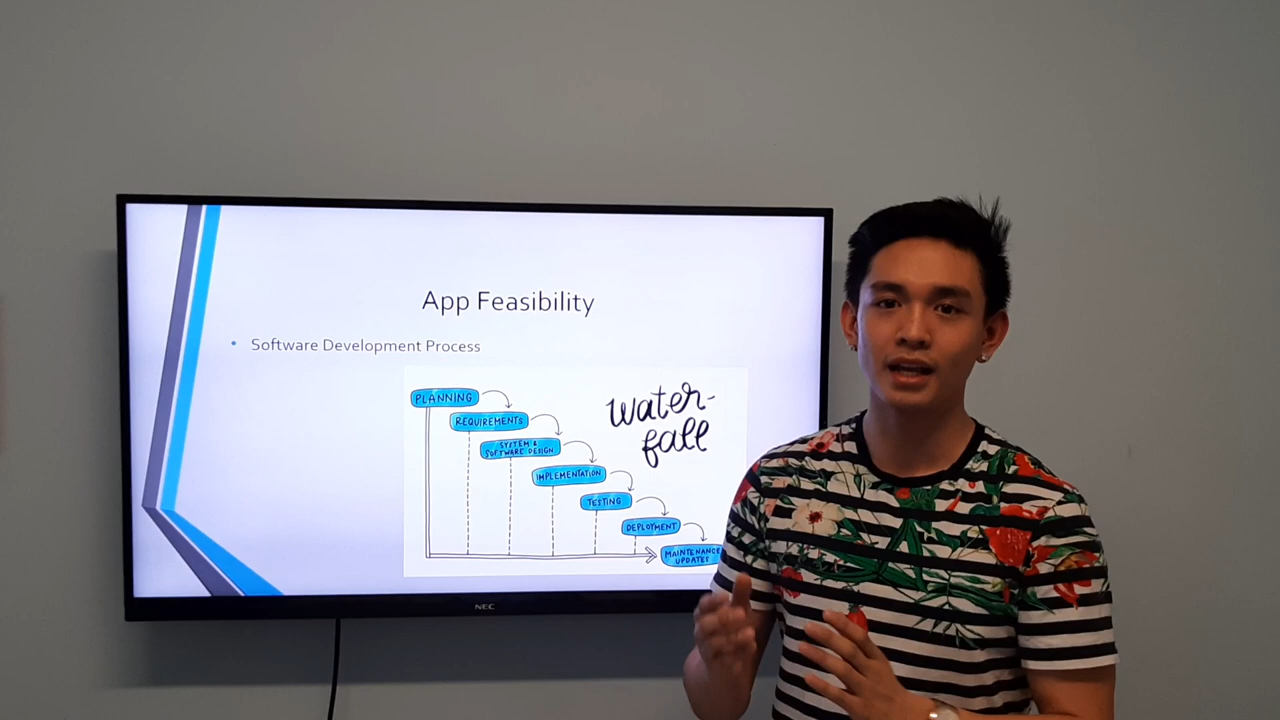 App Feasibility
• Software Development Process
water-
fall
PLANNING
REQUIREMENTS
SYSTEM &
SOFTWARE DESIGN
IMPLEMENTATION
TESTING
DEPLOYMENT
MAINTENANCE
UPDATES
NEC